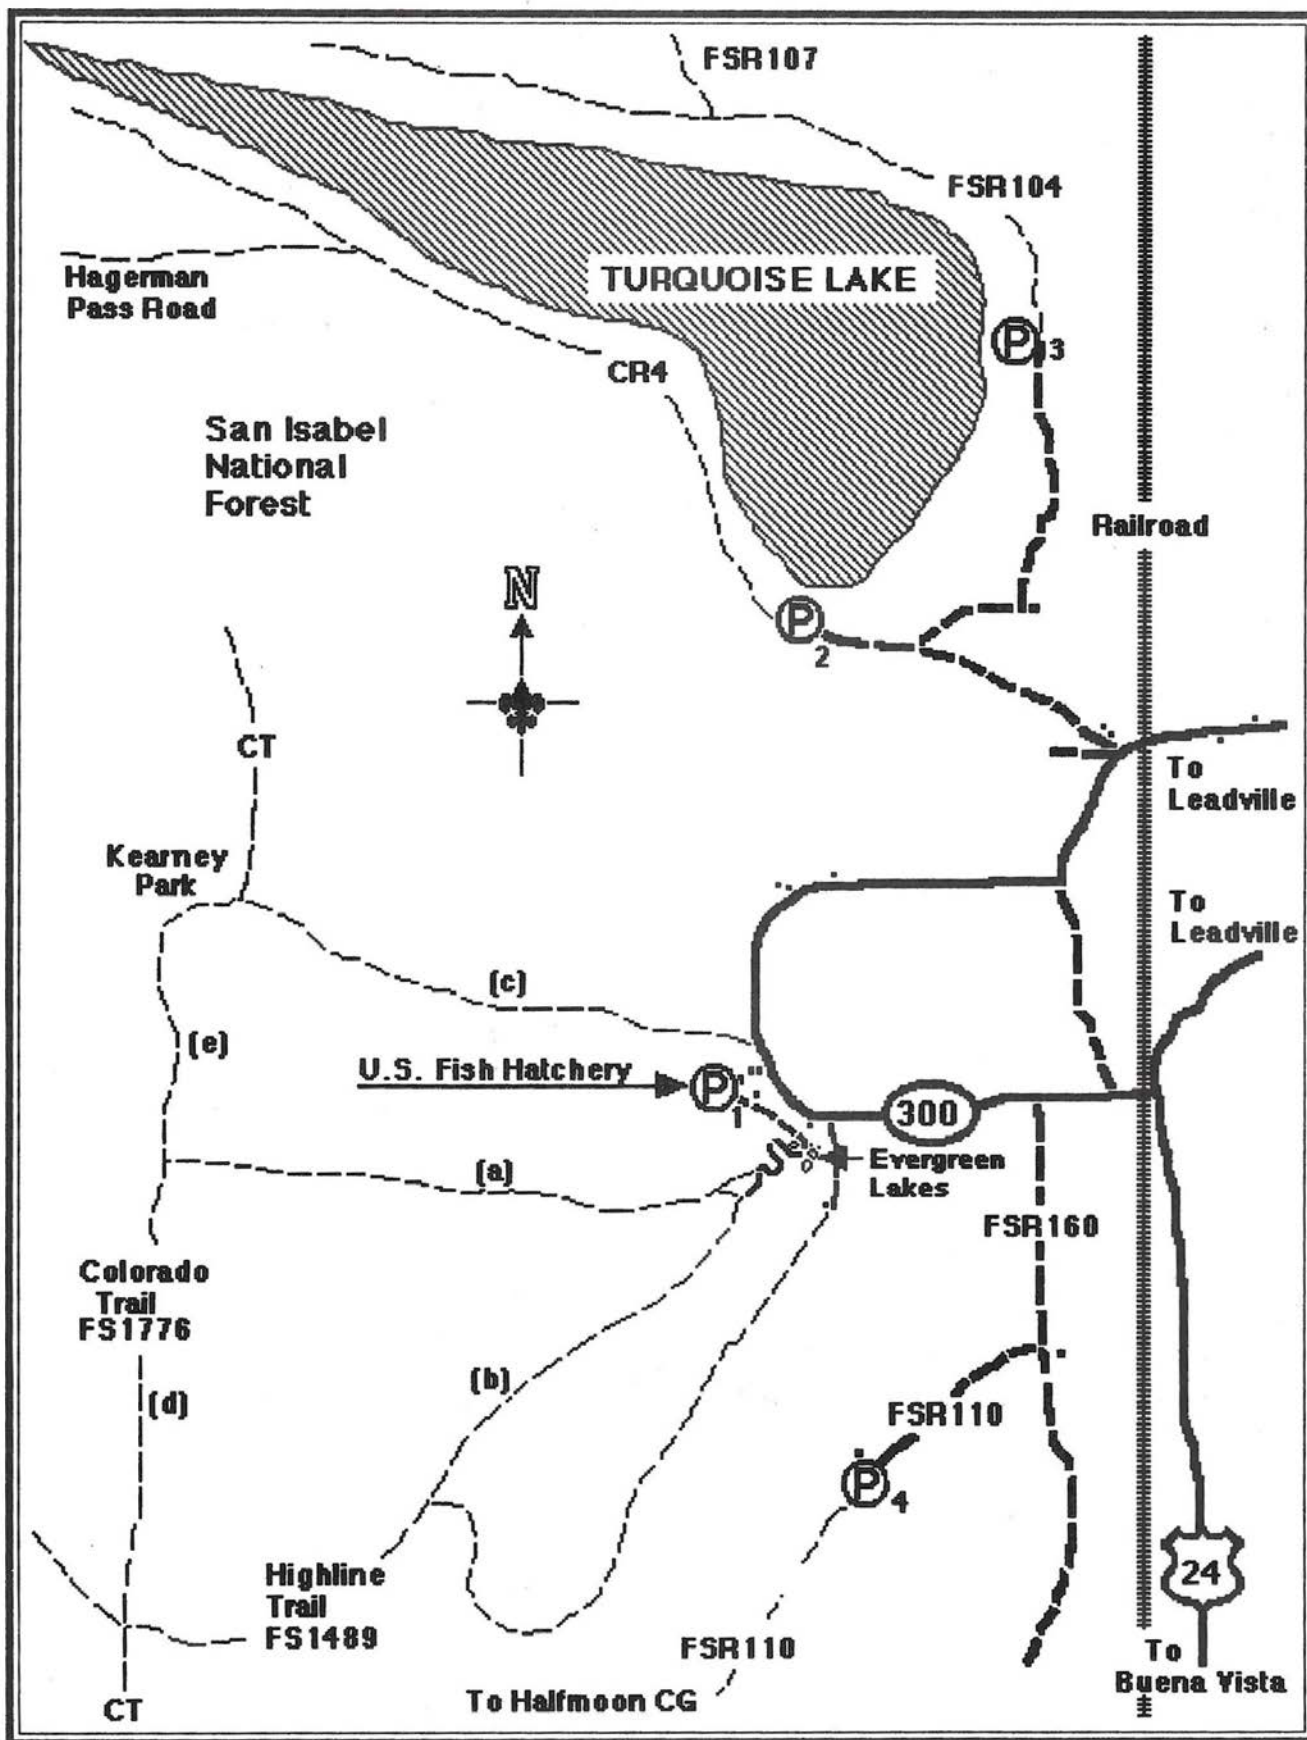 FSR107
FSR104
TURQUOISE LAKE
Hagerman
Pass Road
P
3
CR4
San Isabel
National
Forest
Railroad
N
P
2
CT
To
Leadville
Kearney
Park
To
Leadville
(c)
(e)
U.S. Fish Hatchery
P
1
300
(a)
Evergreen
Lakes
FSR160
Colorado
Trail
FS1776
(b)
(d)
FSR110
P
4
Highline
Trail
FS1489
24
FSR110
To
Buena Vista
To Halfmoon CG
CT